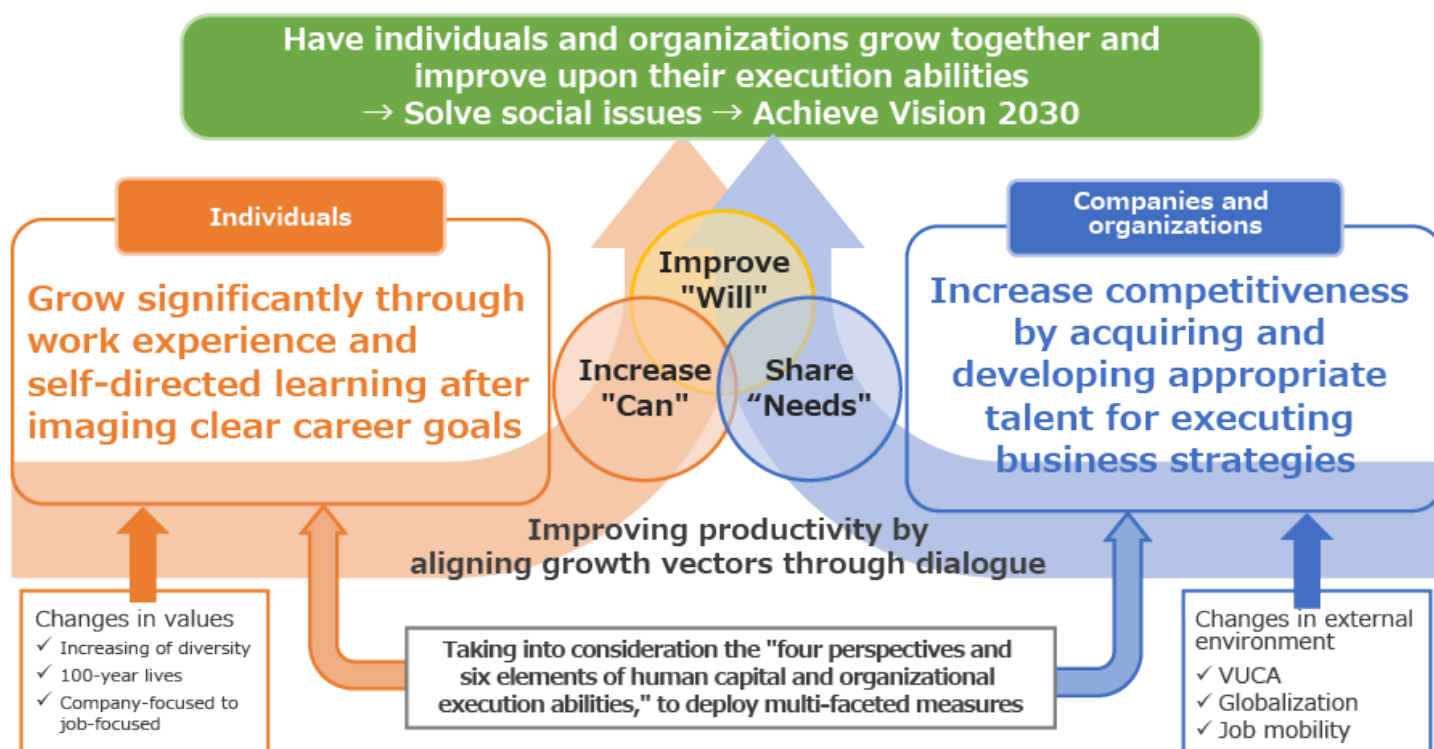 Have individuals and organizations grow together and
improve upon their execution abilities
→ Solve social issues → Achieve Vision 2030
Individuals
Grow significantly through
work experience and
self-directed learning after
imaging clear career goals
Improve
"Will"
Increase
"Can"
Share
“Needs"
Companies and
organizations
Increase competitiveness
by acquiring and
developing appropriate
talent for executing
business strategies
Improving productivity by
aligning growth vectors through dialogue
Changes in values
✓ Increasing of diversity
✓ 100-year lives
✓ Company-focused to
job-focused
Taking into consideration the "four perspectives and
six elements of human capital and organizational
execution abilities," to deploy multi-faceted measures
Changes in external
environment
✓ VUCA
✓ Globalization
✓ Job mobility